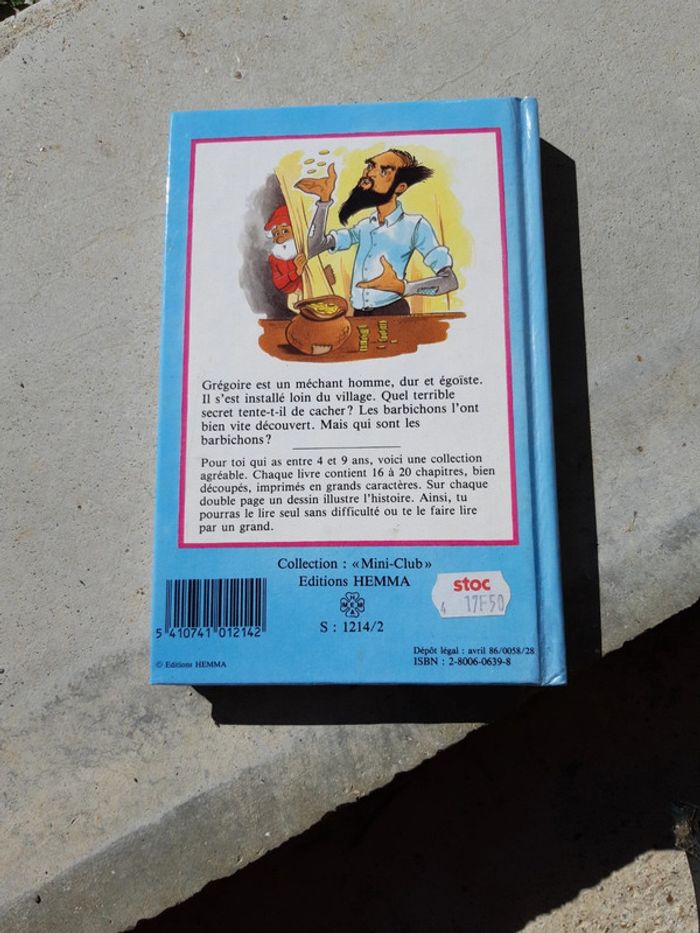 Grégoire est un méchant homme, dur et égoïste.
Il s'est installé loin du village. Quel terrible
secret tente-t-il de cacher? Les barbichons l'ont
bien vite découvert. Mais qui sont les
barbichons?
Pour toi qui as entre 4 et 9 ans, voici une collection
agréable. Chaque livre contient 16 à 20 chapitres, bien
découpés, imprimés en grands caractères. Sur chaque
double page un dessin illustre l'histoire. Ainsi, tu
pourras le lire seul sans difficulté ou te le faire lire
par un grand.
Collection : « Mini-Club »
Editions HEMMA
HEMMA
S : 1214/2
stoc
4 17F50
5 410741 012142
© Editions HEMMA
Dépôt légal : avril 86/0058/28
ISBN : 2-8006-0639-8